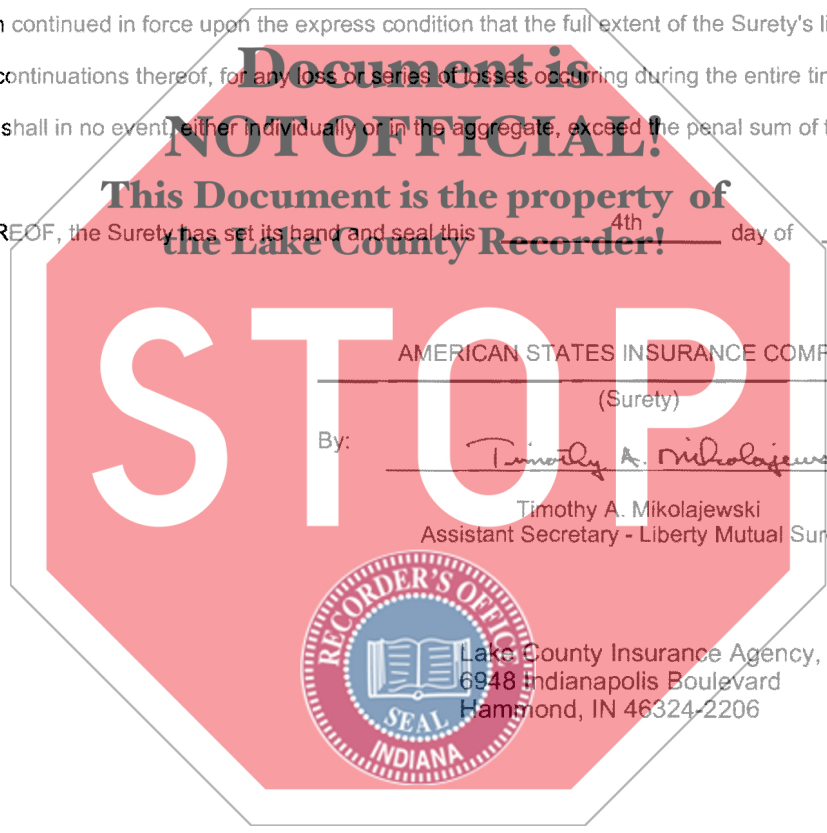 continued in force upon the express condition that the full extent of the Surety's
Document is
continuations thereof, for any loss or series of losses occurring during the entire
NOT OFFICIAL!
shall in no event, either individually or in the aggregate, exceed the penal sum of
This Document is the property of
REOF, the Surety has set its hand and seal this 4th day of
the Lake County Recorder!
STOP
AMERICAN STATES INSURANCE COMP
(Surety)
By: Timothy A. Mikolajews
Timothy A. Mikolajewski
Assistant Secretary - Liberty Mutual Sur
RECORDER'S OFFICE
SEAL
INDIANA
Lake County Insurance Agency,
6948 Indianapolis Boulevard
Hammond, IN 46324-2206